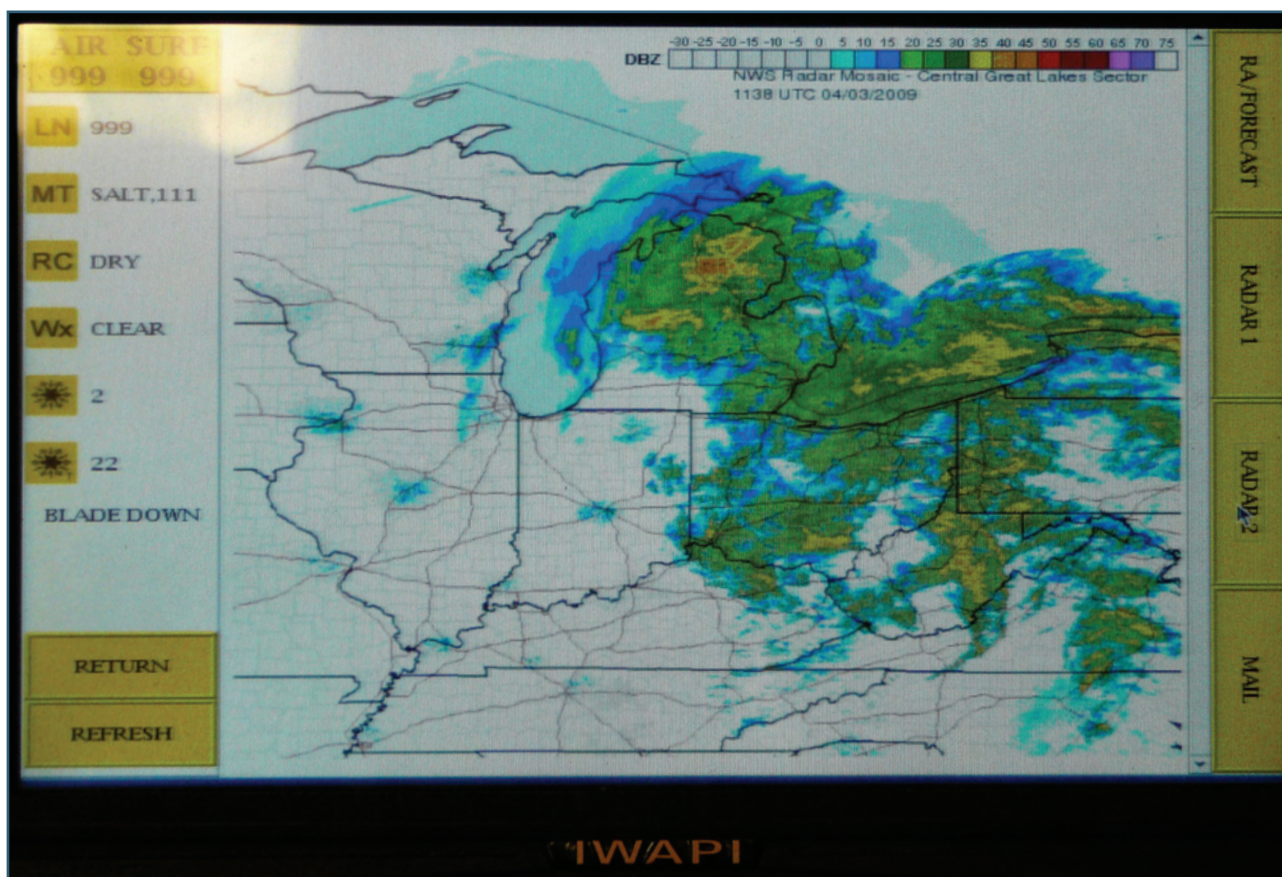 AIR SURF
999 999
LN 999
MT SALT,111
RC DRY
Wx CLEAR
2
22
BLADE DOWN
RETURN
REFRESH
-30 -25 -20 -15 -10 -5 0 5 10 15 20 25 30 35 40 45 50 55 60 65 70 75
DBZ
NWS Radar Mosaic - Central Great Lakes Sector
1138 UTC 04/03/2009
RA/FORECAST
RADAR 1
RADAR 2
MAIL
IWAPI